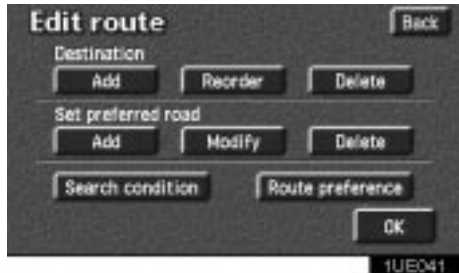 Edit route Back
Destination
Add Reorder Delete
Set preferred road
Add Modify Delete
Search condition Route preference
OK
1UE041